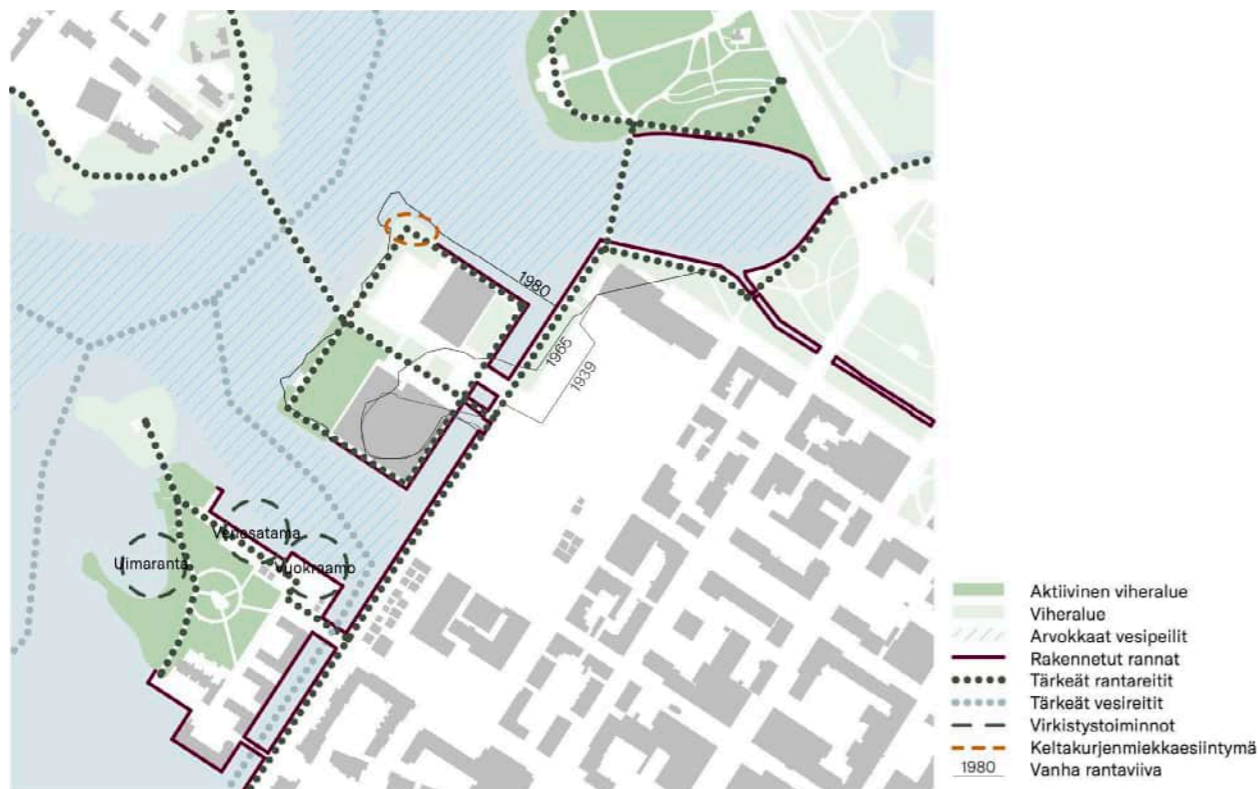 1980
1965
1939
Venesatama
Uimaranta
Vuokraamo
Aktiivinen viheralue
Viheralue
Arvokkaat vesipeilit
Rakennetut rannat
Tärkeät rantareitit
Tärkeät vesireitit
Virkistystoiminnot
Keltakurjenmiekkaesiintymä
1980 Vanha rantaviiva